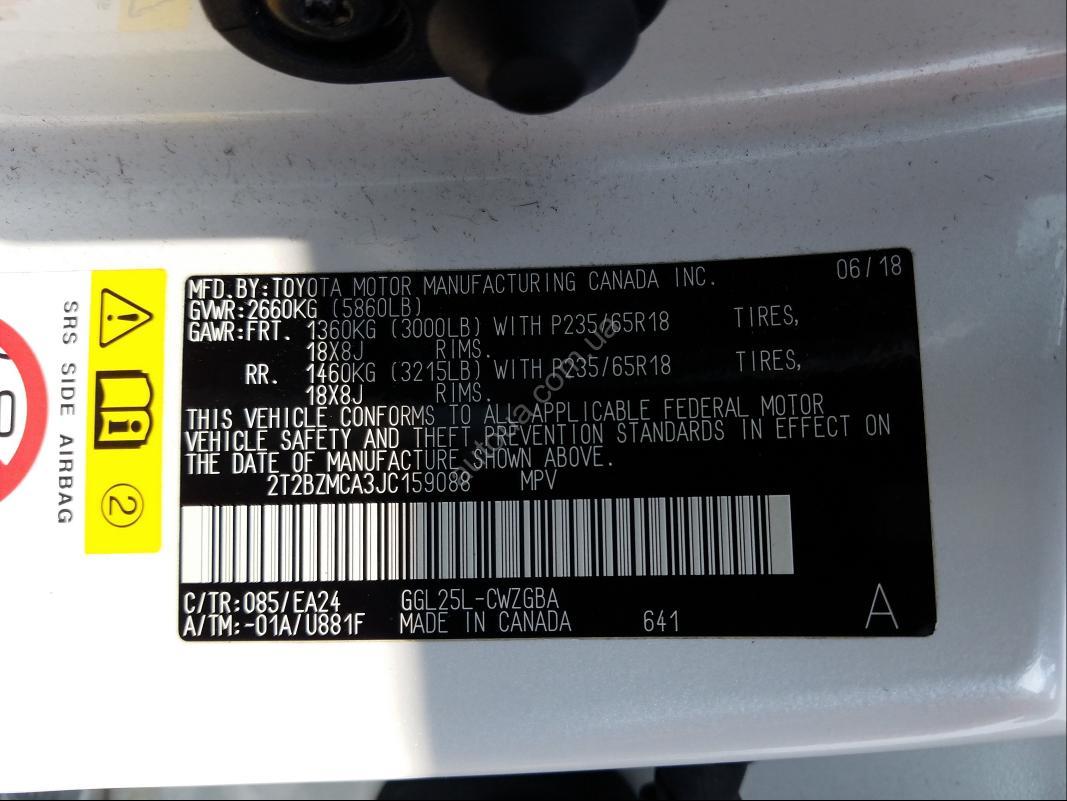 MFD.BY:TOYOTA MOTOR MANUFACTURING CANADA INC. 06/18
GVWR:2660KG (5860LB)
GAWR:FRT. 1360KG (3000LB) WITH P235/65R18 TIRES,
18X8J RIMS.
RR. 1460KG (3215LB) WITH P235/65R18 TIRES,
18X8J RIMS.
THIS VEHICLE CONFORMS TO ALL APPLICABLE FEDERAL MOTOR
VEHICLE SAFETY AND THEFT PREVENTION STANDARDS IN EFFECT ON
THE DATE OF MANUFACTURE SHOWN ABOVE.
2T2BZMCA3JC159088 MPV
C/TR:085/EA24 GGL25L-CWZGBA A
A/TM:-01A/U881F MADE IN CANADA 641
SRS SIDE AIRBAG
2
autoria.com.ua